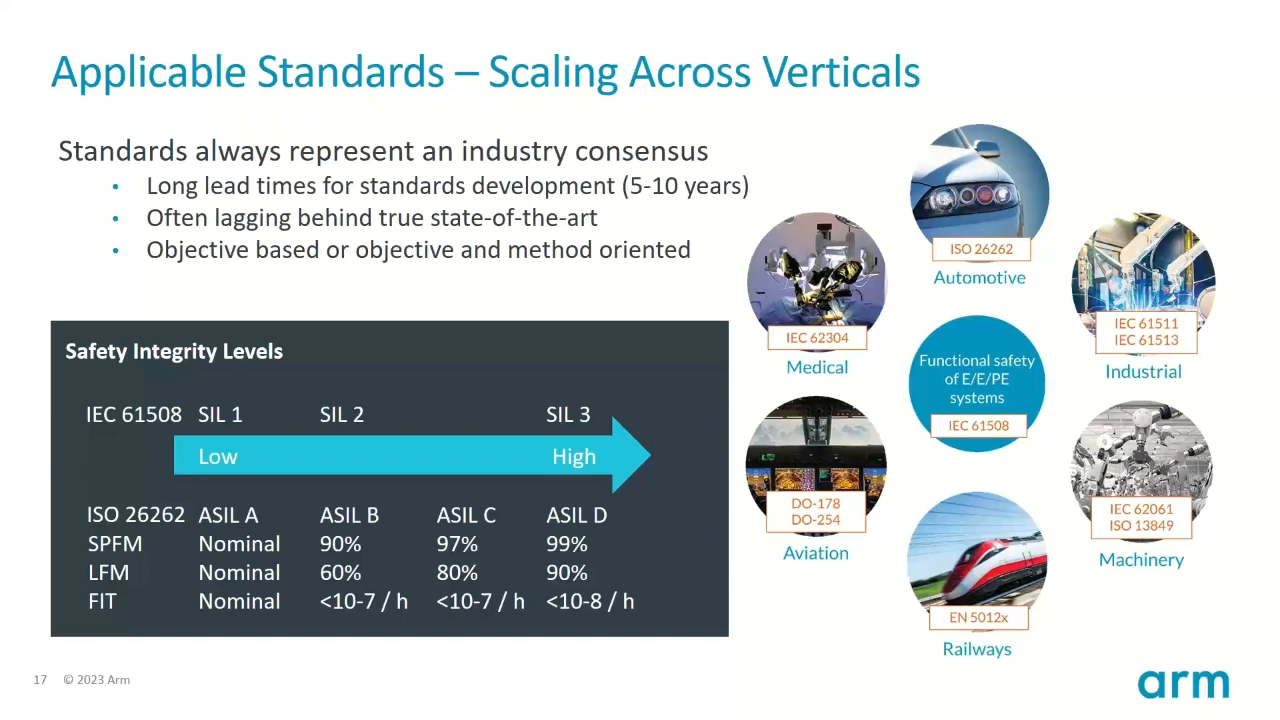 Applicable Standards – Scaling Across Verticals
Standards always represent an industry consensus
• Long lead times for standards development (5-10 years)
• Often lagging behind true state-of-the-art
• Objective based or objective and method oriented
Safety Integrity Levels
IEC 61508 SIL 1 SIL 2 SIL 3
Low High
ISO 26262 ASIL A ASIL B ASIL C ASIL D
SPFM Nominal 90% 97% 99%
LFM Nominal 60% 80% 90%
FIT Nominal <10-7 / h <10-7 / h <10-8 / h
ISO 26262
Automotive
IEC 62304
Medical
IEC 61511
IEC 61513
Industrial
Functional safety
of E/E/PE
systems
IEC 61508
DO-178
DO-254
Aviation
IEC 62061
ISO 13849
Machinery
EN 5012x
Railways
17 © 2023 Arm
arm